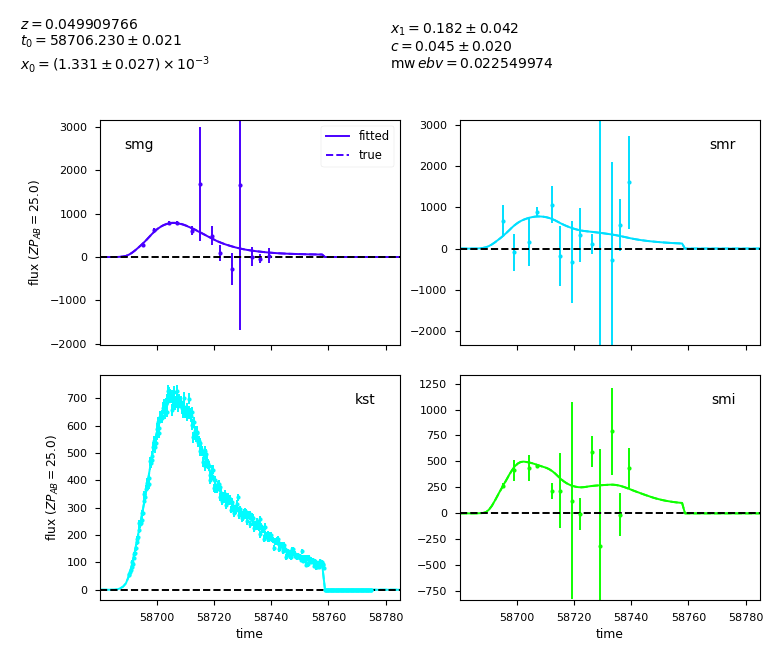 z = 0.049909766
t₀ = 58706.230 ± 0.021
x₀ = (1.331 ± 0.027) × 10⁻³
x₁ = 0.182 ± 0.042
c = 0.045 ± 0.020
mw ebv = 0.022549974
3000
2000
1000
0
−1000
−2000
flux (ZP_AB = 25.0)
smg
fitted
true
3000
2000
1000
0
−1000
−2000
smr
700
600
500
400
300
200
100
0
flux (ZP_AB = 25.0)
kst
58700 58720 58740 58760 58780
time
1250
1000
750
500
250
0
−250
−500
−750
smi
58700 58720 58740 58760 58780
time